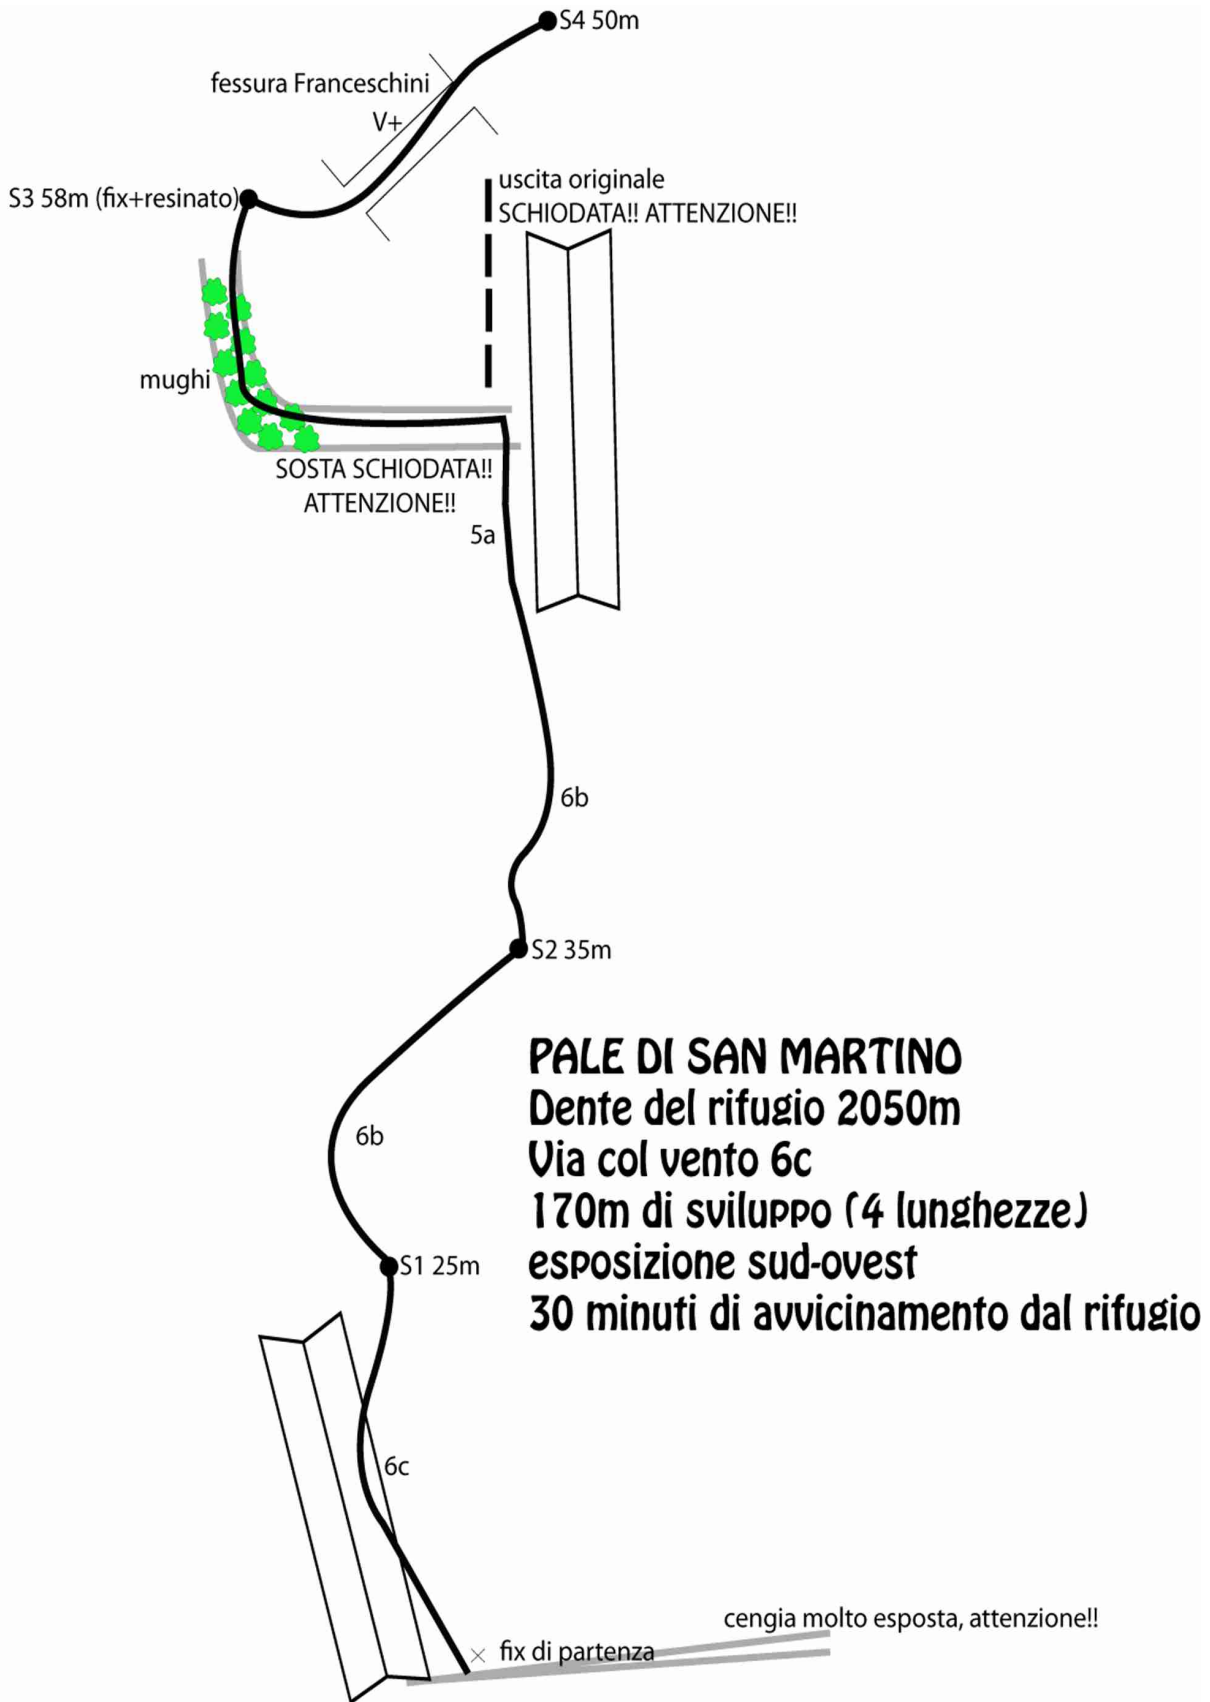 S4 50m
fessura Franceschini
V+
uscita originale
S3 58m (fix+resinato)
SCHIODATA!! ATTENZIONE!!
mughi
SOSTA SCHIODATA!!
ATTENZIONE!!
5a
6b
S2 35m
PALE DI SAN MARTINO
Dente del rifugio 2050m
6b
Via col vento 6c
170m di sviluppo (4 lunghezze)
S1 25m
esposizione sud-ovest
30 minuti di avvicinamento dal rifugio
6c
cengia molto esposta, attenzione!!
fix di partenza